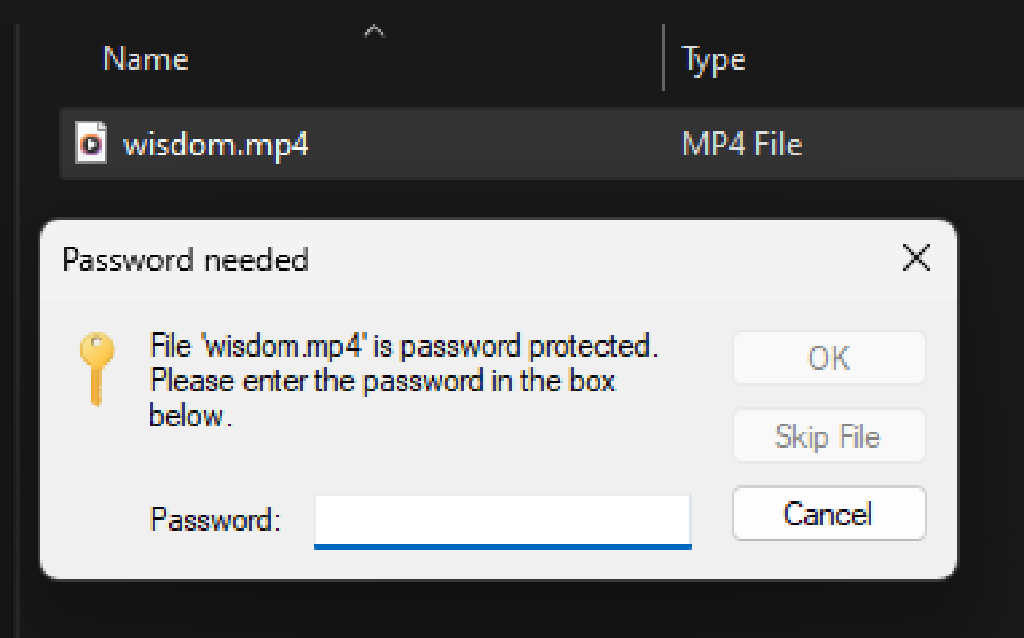 Name
Type
wisdom.mp4
MP4 File
Password needed
File 'wisdom.mp4' is password protected.
Please enter the password in the box
below.
OK
Skip File
Password:
Cancel